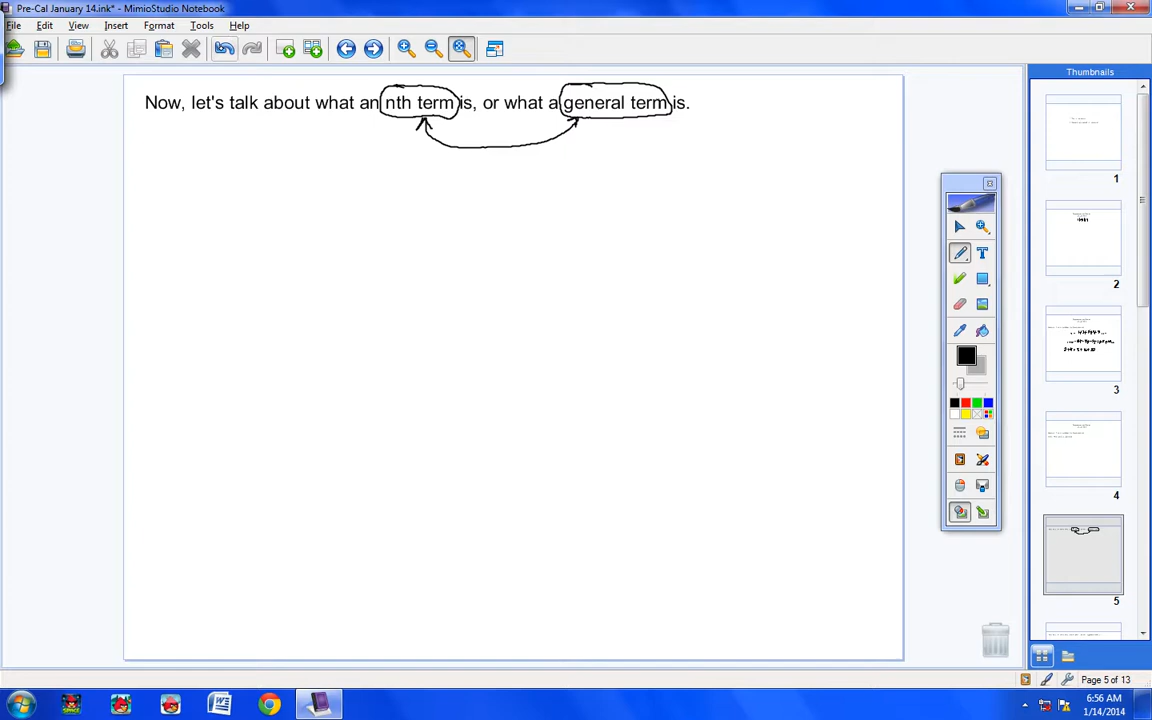 Pre-Cal January 14.ink* - MimioStudio Notebook
File Edit View Insert Format Tools Help
Thumbnails
Now, let's talk about what an nth term is, or what a general term is.
1
2
3
4
5
Page 5 of 13
6:56 AM
1/14/2014